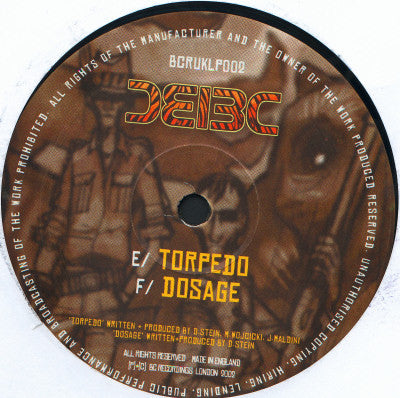 ALL RIGHTS OF THE MANUFACTURER AND THE OWNER OF THE WORK PRODUCED RESERVED. UNAUTHORISED COPYING, HIRING, LENDING, PUBLIC PERFORMANCE AND BROADCASTING OF THE WORK PROHIBITED.
BCRUKLP002
E/ TORPEDO
F/ DOSAGE
'TORPEDO' WRITTEN + PRODUCED BY D STEIN, M WOJCICKI, J MALDINI
'DOSAGE' WRITTEN+PRODUCED BY D STEIN
ALL RIGHTS RESERVED MADE IN ENGLAND
(P)+(C) BC RECORDINGS LONDON 2002